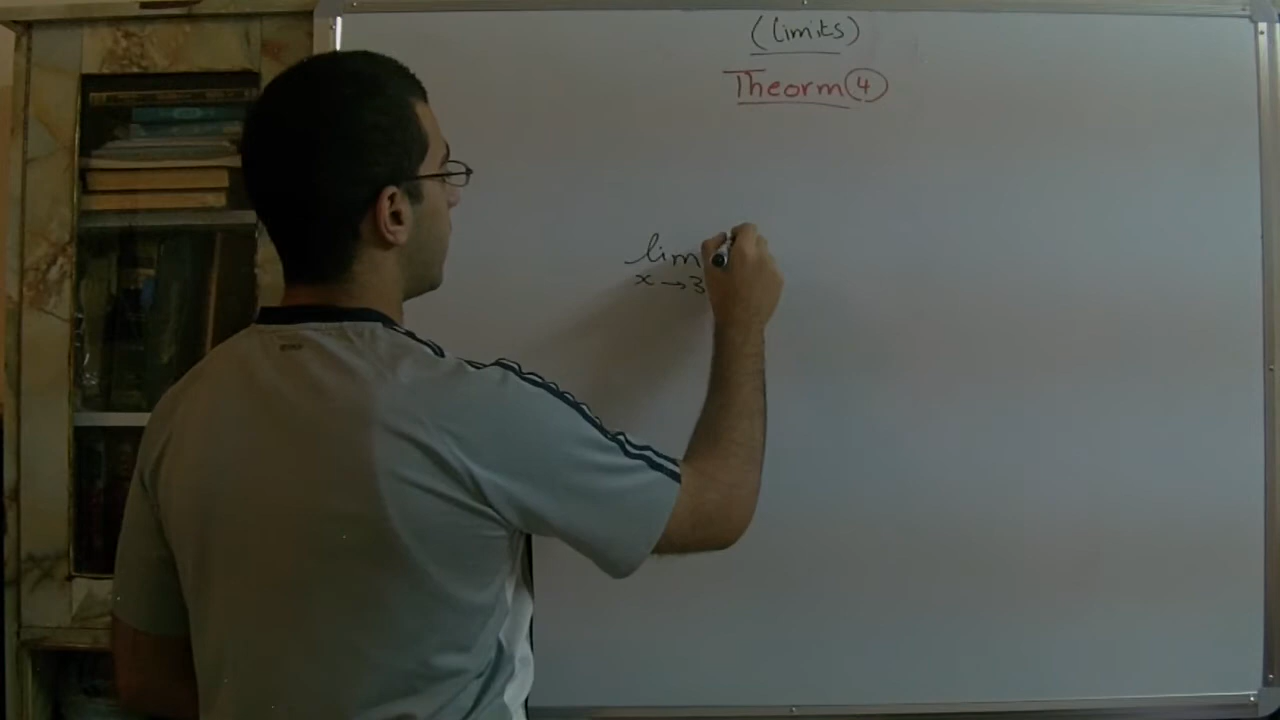 (limits)
Theorm ④
lim
x → 3